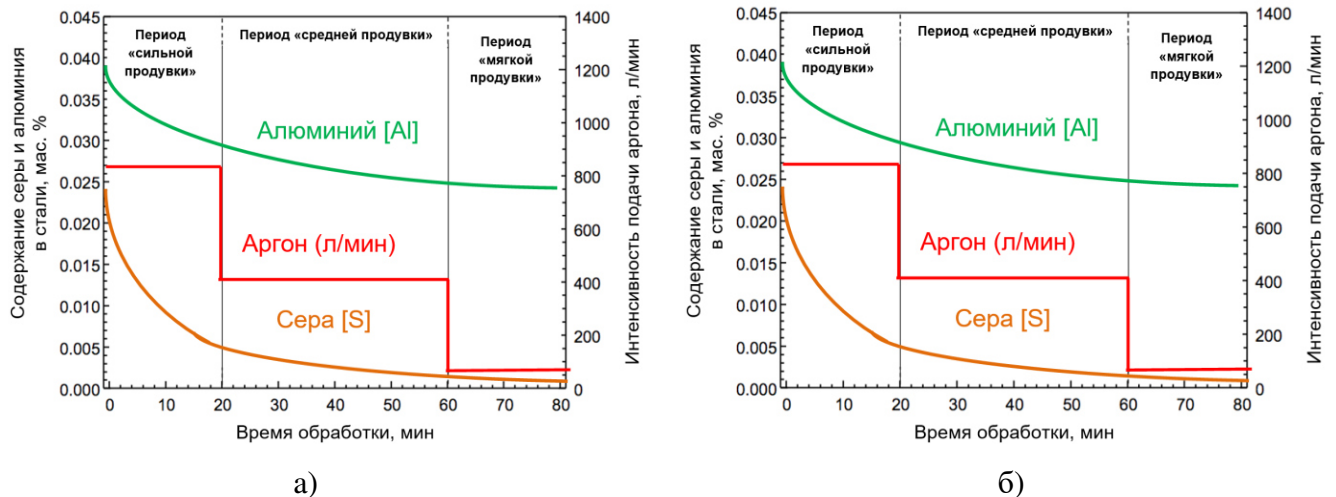 Содержание серы и алюминия
в стали, мас. %
0.045
0.040
0.035
0.030
0.025
0.020
0.015
0.010
0.005
0.000
Период
«сильной
продувки»
Период «средней продувки»
Период
«мягкой
продувки»
Алюминий [Al]
Аргон (л/мин)
Сера [S]
1400
1200
1000
800
600
400
200
0
Интенсивность подачи аргона, л/мин
0 10 20 30 40 50 60 70 80
Время обработки, мин
а)
Содержание серы и алюминия
в стали, мас. %
0.045
0.040
0.035
0.030
0.025
0.020
0.015
0.010
0.005
0.000
Период
«сильной
продувки»
Период «средней продувки»
Период
«мягкой
продувки»
Алюминий [Al]
Аргон (л/мин)
Сера [S]
1400
1200
1000
800
600
400
200
0
Интенсивность подачи аргона, л/мин
0 10 20 30 40 50 60 70 80
Время обработки, мин
б)